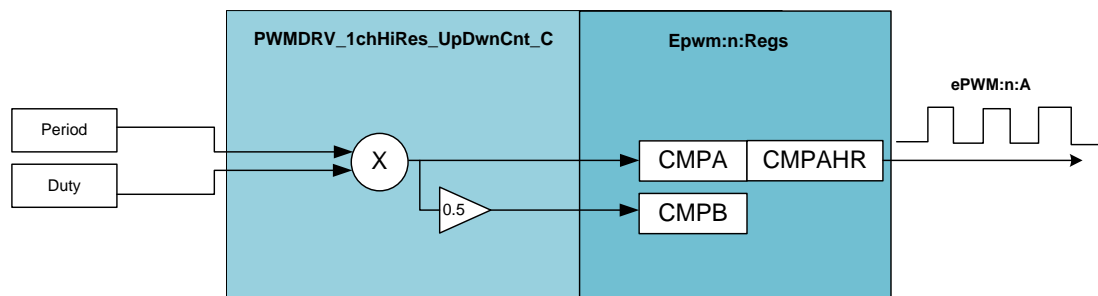 PWMDRV_1chHiRes_UpDwnCnt_C
Epwm:n:Regs
ePWM:n:A
Period
Duty
X
CMPA
CMPAHR
0.5
CMPB